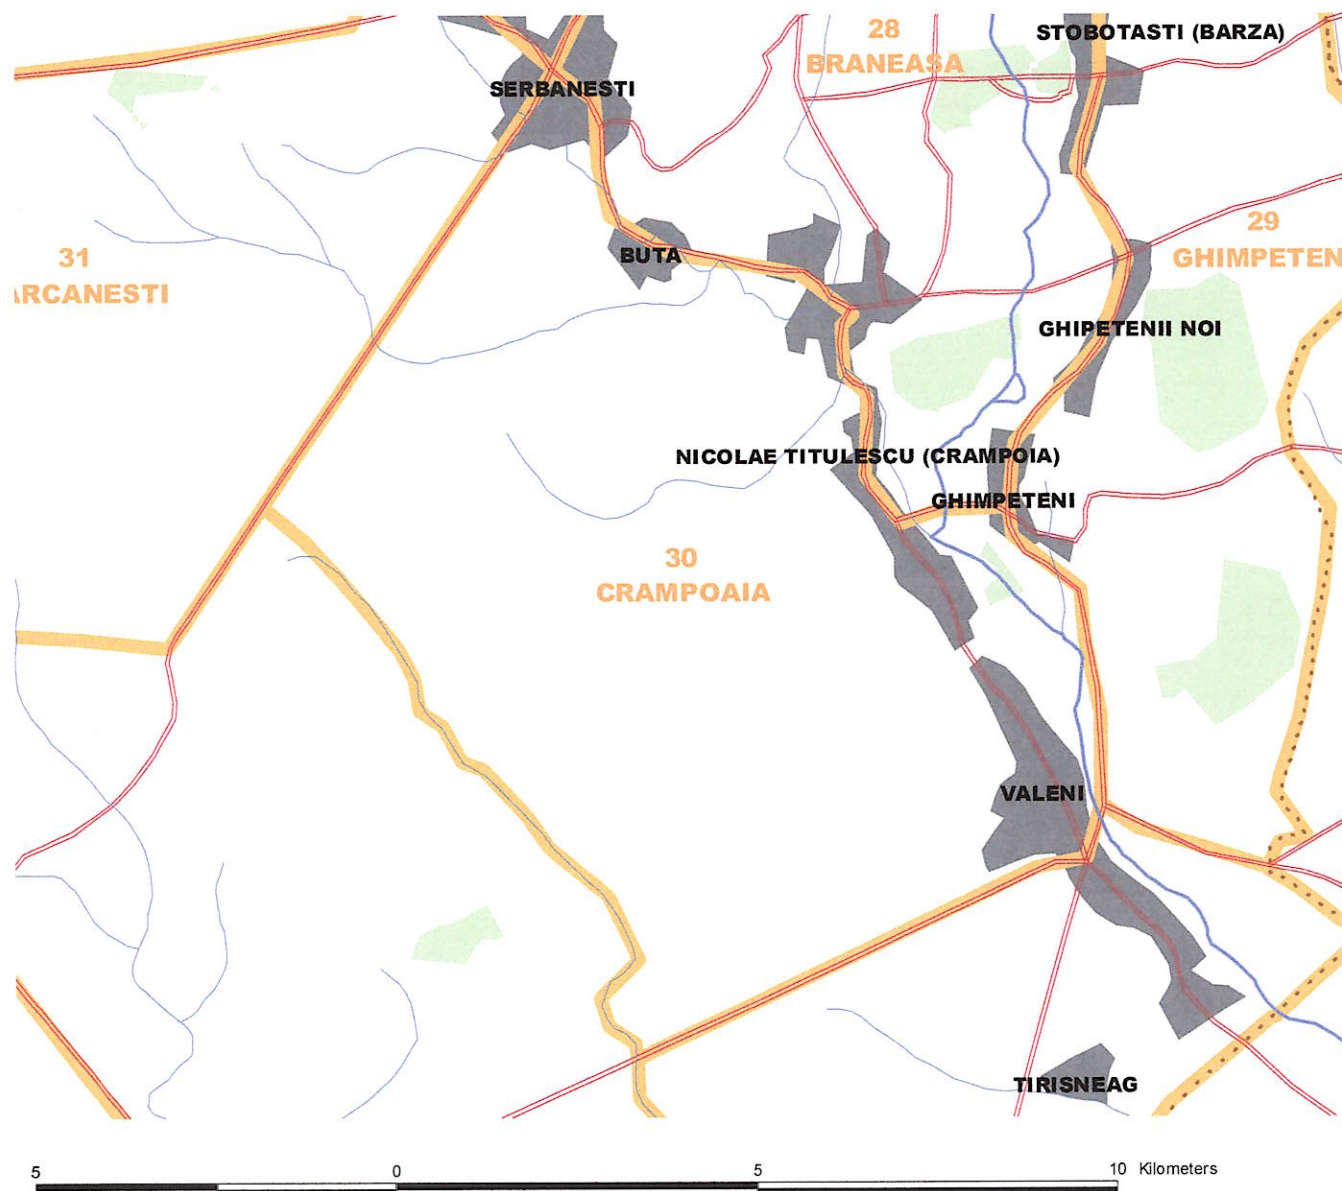 28
BRANEASA
STOBOTASTI (BARZA)
SERBANESTI
29
GHIMPETEN
31
ARCANESTI
BUTA
GHIPETENII NOI
NICOLAE TITULESCU (CRAMPOIA)
GHIMPETENI
30
CRAMPOAIA
VALENI
TIRISNEAG
5 0 5 10 Kilometers